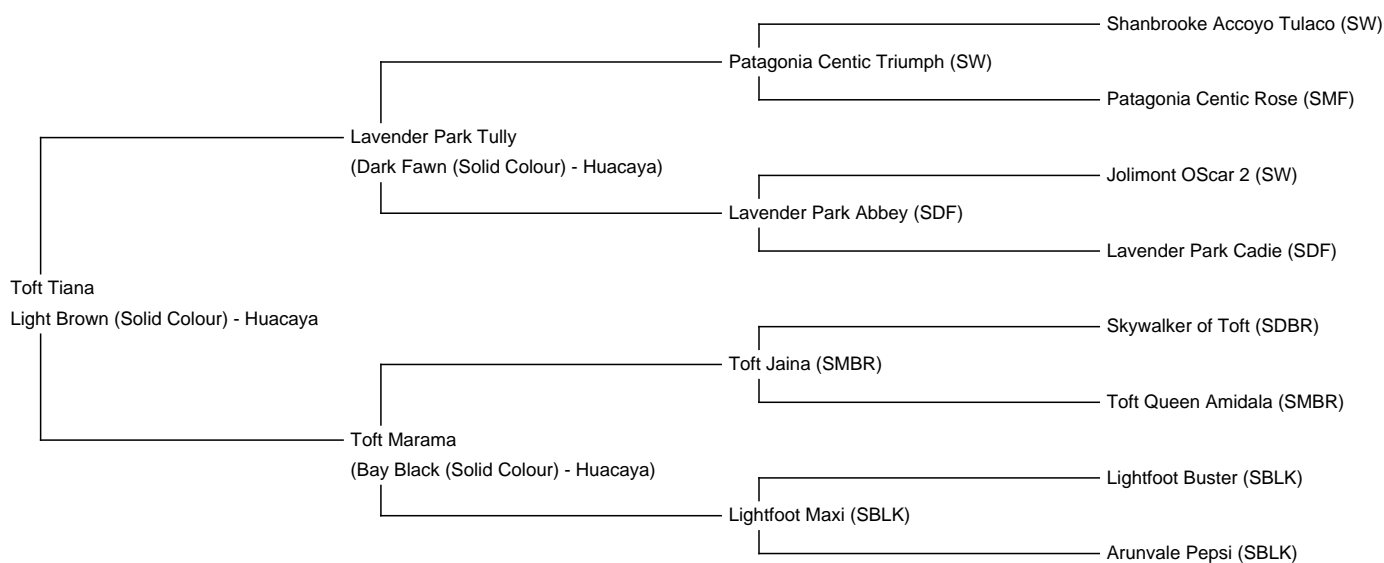 Shanbrooke Accoyo Tulaco (SW)
Patagonia Centic Triumph (SW)
Patagonia Centic Rose (SMF)
Lavender Park Tully
(Dark Fawn (Solid Colour) - Huacaya)
Jolimont OScar 2 (SW)
Lavender Park Abbey (SDF)
Lavender Park Cadie (SDF)
Toft Tiana
Light Brown (Solid Colour) - Huacaya
Skywalker of Toft (SDBR)
Toft Jaina (SMBR)
Toft Queen Amidala (SMBR)
Toft Marama
(Bay Black (Solid Colour) - Huacaya)
Lightfoot Buster (SBLK)
Lightfoot Maxi (SBLK)
Arunvale Pepsi (SBLK)